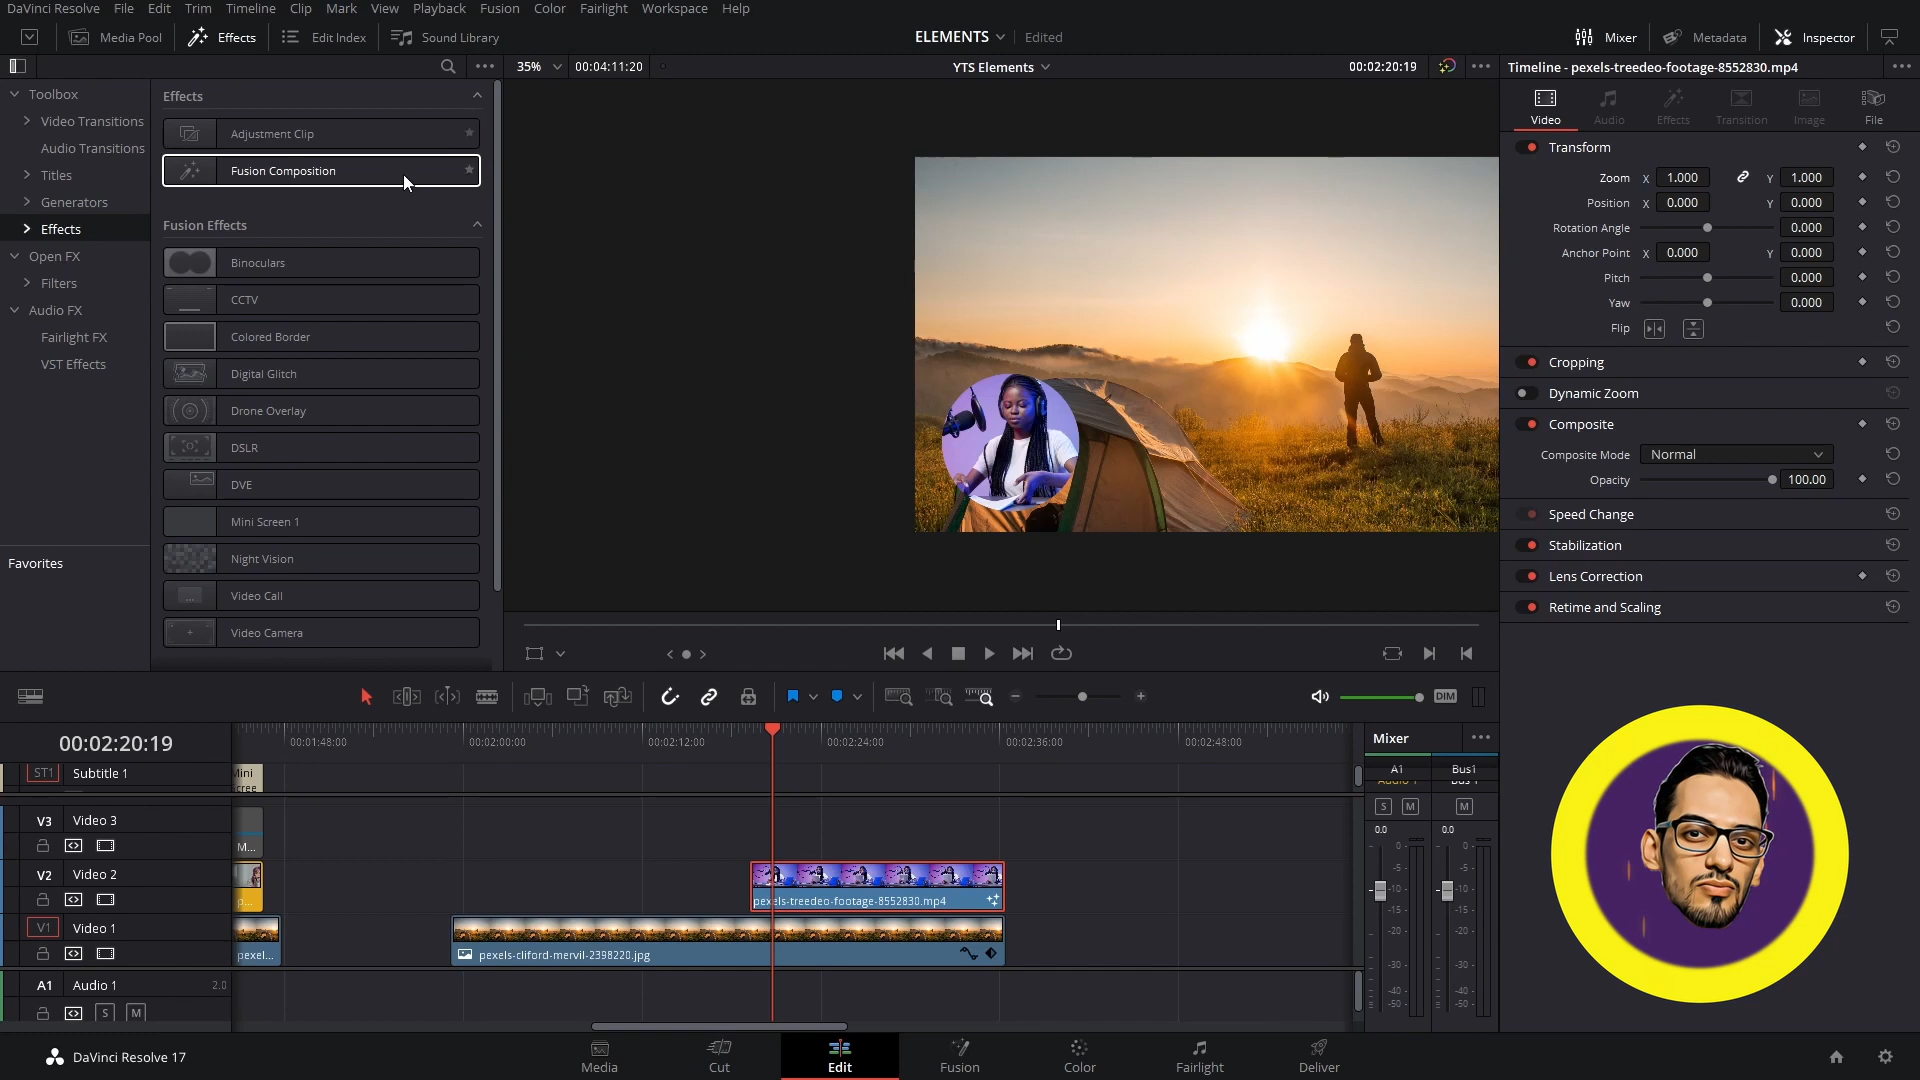 DaVinci Resolve File Edit Trim Timeline Clip Mark View Playback Fusion Color Fairlight Workspace Help
Media Pool Effects Edit Index Sound Library ELEMENTS Edited Mixer Metadata Inspector
35% 00:04:11:20 YTS Elements 00:02:20:19 Timeline - pexels-treedeo-footage-8552830.mp4
Toolbox
Video Transitions
Audio Transitions
Titles
Generators
Effects
Open FX
Filters
Audio FX
Fairlight FX
VST Effects
Favorites
Effects
Adjustment Clip
Fusion Composition
Fusion Effects
Binoculars
CCTV
Colored Border
Digital Glitch
Drone Overlay
DSLR
DVE
Mini Screen 1
Night Vision
Video Call
Video Camera
Video Audio Effects Transition Image File
Transform
Zoom X 1.000 Y 1.000
Position X 0.000 Y 0.000
Rotation Angle 0.000
Anchor Point X 0.000 Y 0.000
Pitch 0.000
Yaw 0.000
Flip
Cropping
Dynamic Zoom
Composite
Composite Mode Normal
Opacity 100.00
Speed Change
Stabilization
Lens Correction
Retime and Scaling
DIM
00:02:20:19
00:01:48:00 00:02:00:00 00:02:12:00 00:02:24:00 00:02:36:00 00:02:48:00
ST1 Subtitle 1
Mini
Scree
V3 Video 3
M...
V2 Video 2
p...
pexels-treedeo-footage-8552830.mp4
V1 Video 1
pexel...
pexels-cliford-mervil-2398220.jpg
A1 Audio 1 2.0
S M
Mixer
A1 Bus1
Audio 1 Bus 1
S M M
0.0 0.0
0- 0-
-5- -5-
-10- -10-
-15- -15-
-20- -20-
-30- -30-
-40- -40-
-50- -50-
DaVinci Resolve 17
Media Cut Edit Fusion Color Fairlight Deliver